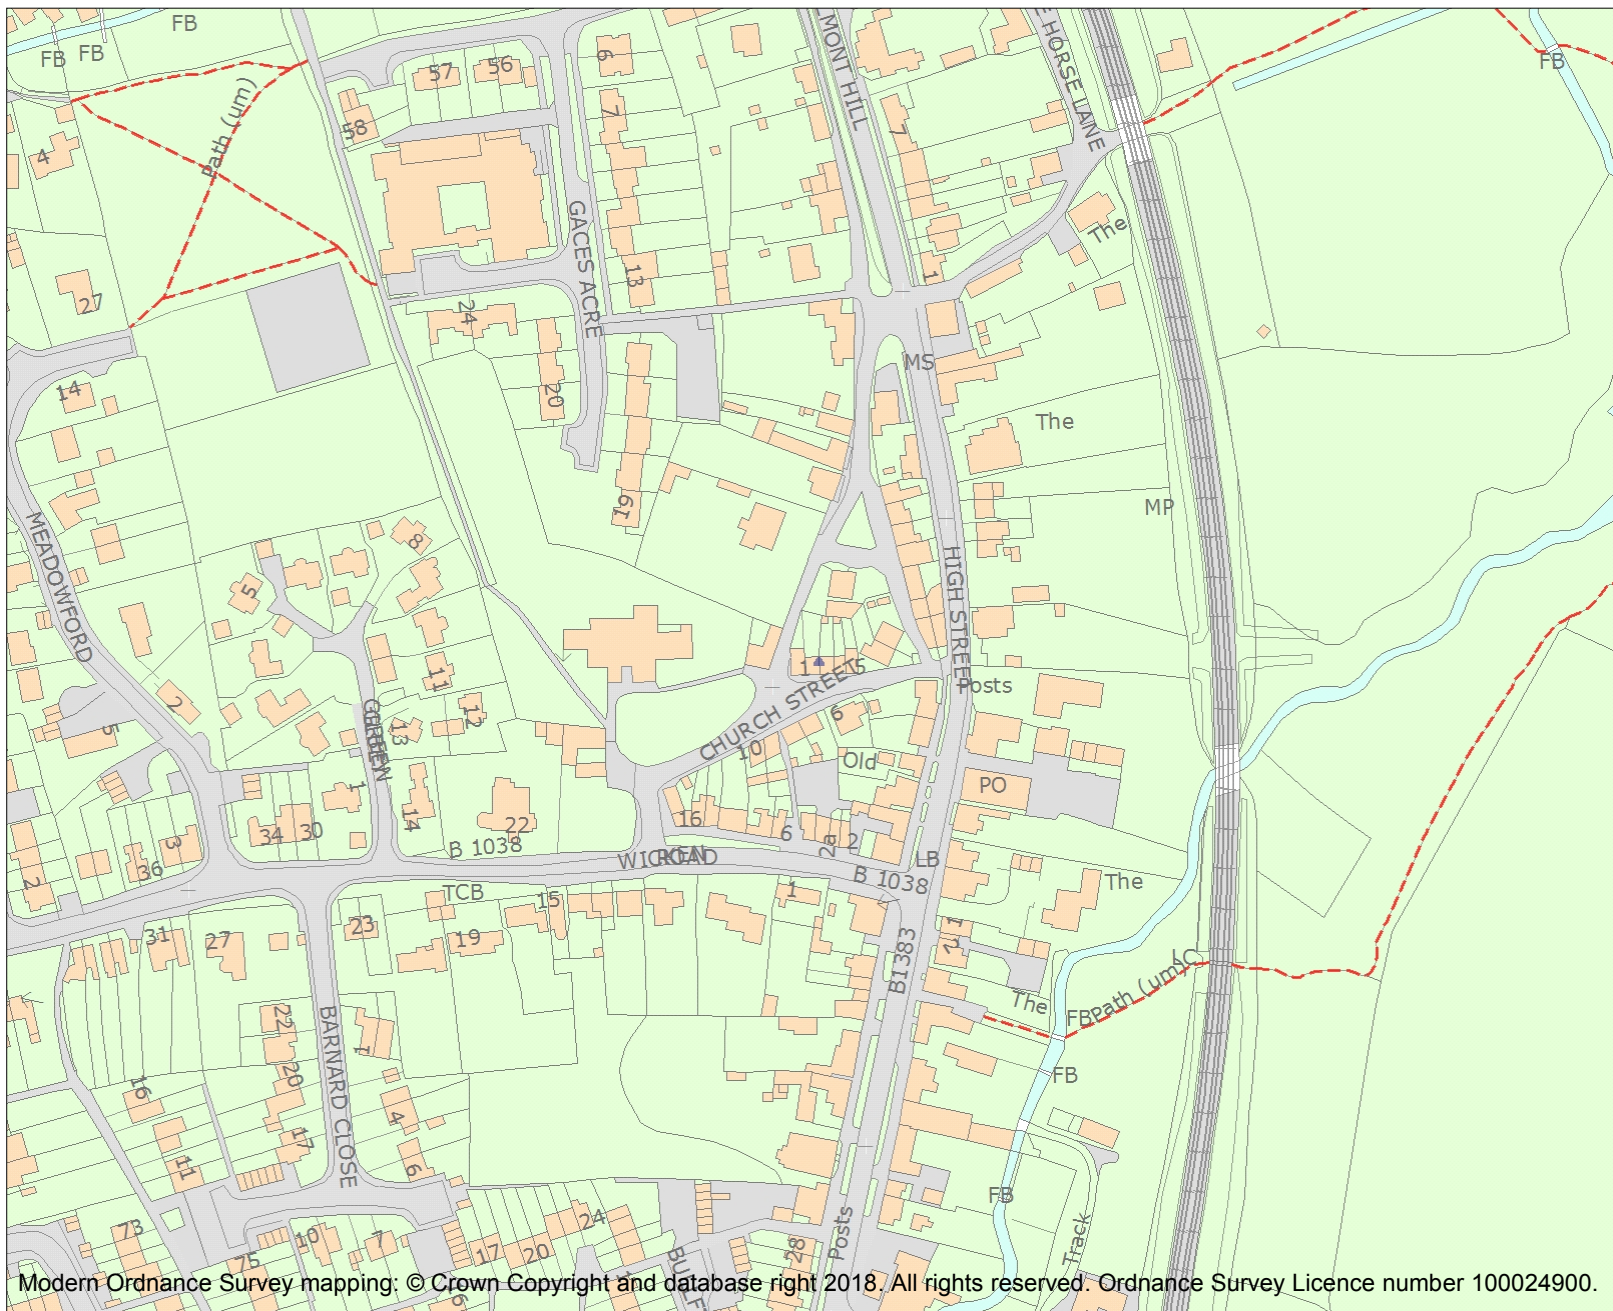 FB
FB
FB
57
56
6
MONT HILL
E HORSE LANE
FB
Path (um)
58
7
7
4
The
GACES ACRE
13
1
27
24
MS
20
14
The
19
MP
MEADOWFORD
8
5
HIGH STREE
1
5
11
Posts
2
CHURCH STREET
6
12
13
5
GREEN
10
Old
1
PO
14
22
16
6
34
30
2a
2
3
B 1038
WICKEN
ROAD
LB
36
B 1038
The
2
TCB
1
15
31
27
23
19
1
2
B1383
LC
Path (um)
The
FB
BARNARD CLOSE
22
1
20
FB
16
4
17
11
6
FB
73
24
Posts
Track
10
7
75
17
20
28
Modern Ordnance Survey mapping: © Crown Copyright and database right 2018. All rights reserved. Ordnance Survey Licence number 100024900.